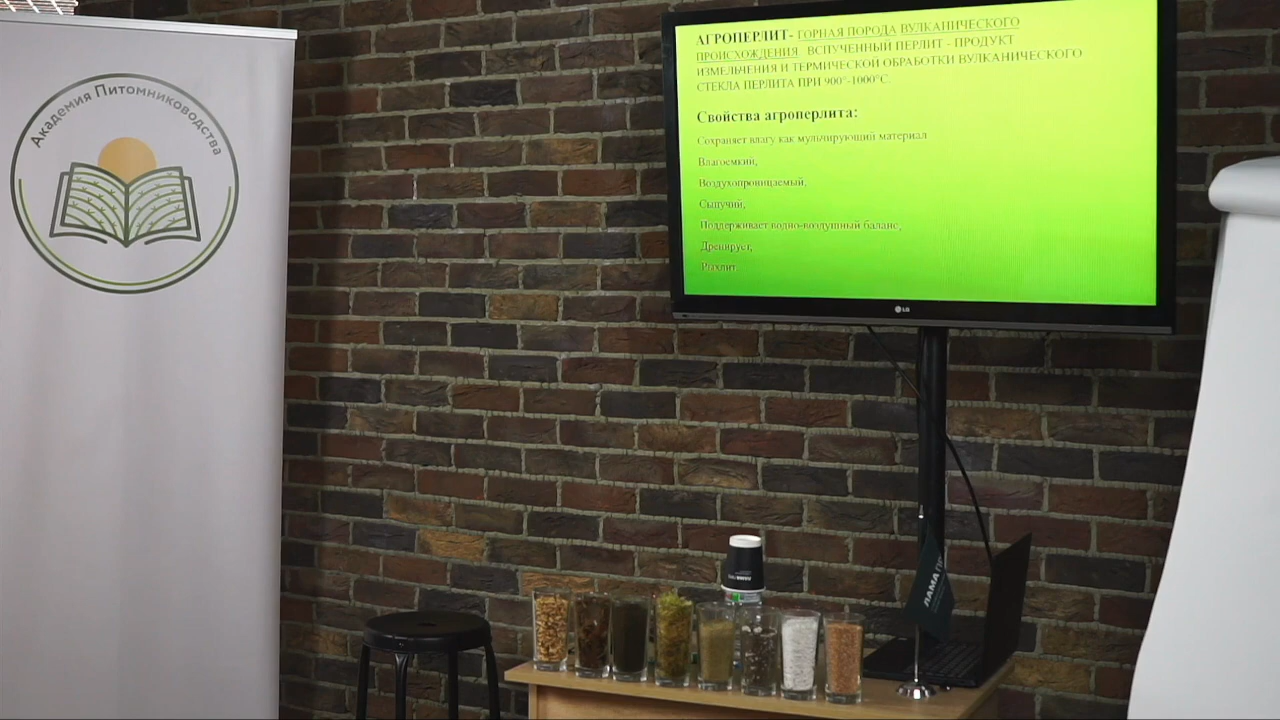 Академия Питомниководства
АГРОПЕРЛИТ- ГОРНАЯ ПОРОДА ВУЛКАНИЧЕСКОГО
ПРОИСХОЖДЕНИЯ. ВСПУЧЕННЫЙ ПЕРЛИТ - ПРОДУКТ
ИЗМЕЛЬЧЕНИЯ И ТЕРМИЧЕСКОЙ ОБРАБОТКИ ВУЛКАНИЧЕСКОГО
СТЕКЛА ПЕРЛИТА ПРИ 900°-1000°С.
Свойства агроперлита:
Сохраняет влагу как мульчирующий материал
Влагоемкий,
Воздухопроницаемый,
Сыпучий,
Поддерживает водно-воздушный баланс,
Дренирует,
Рыхлит.
LG
ЛАМА